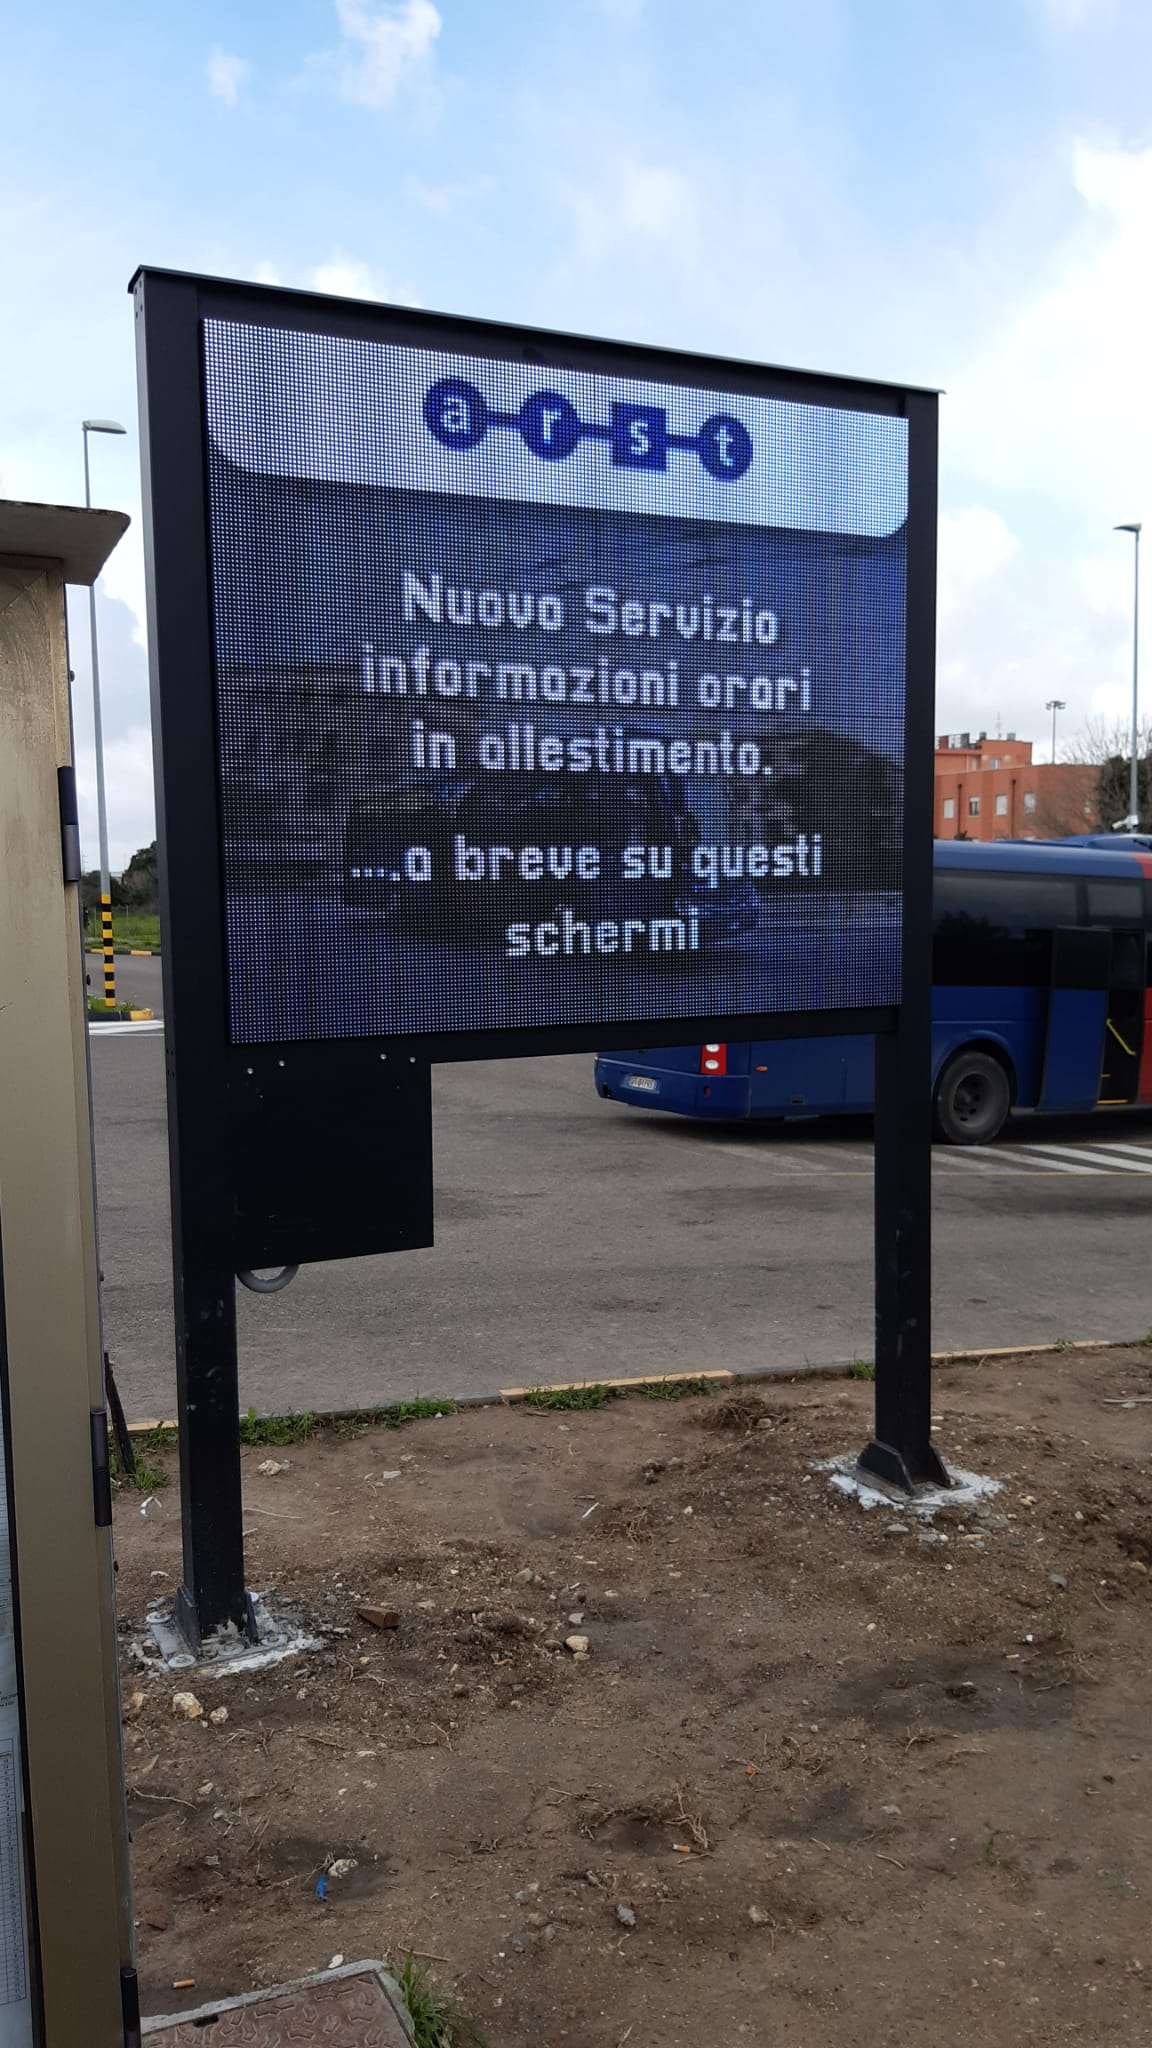 arst
Nuovo Servizio
informazioni orari
in allestimento.
....a breve su questi
schermi